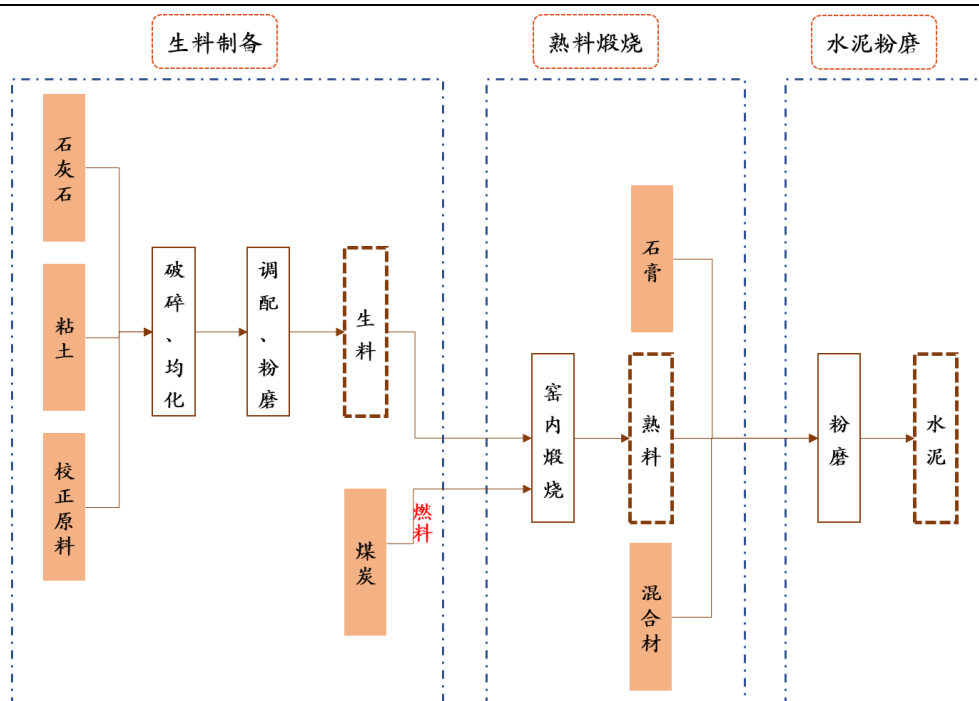 生料制备
熟料煅烧
水泥粉磨
石灰石
粘土
校正原料
破碎、均化
调配、粉磨
生料
煤炭
燃料
窑内煅烧
石膏
熟料
混合材
粉磨
水泥